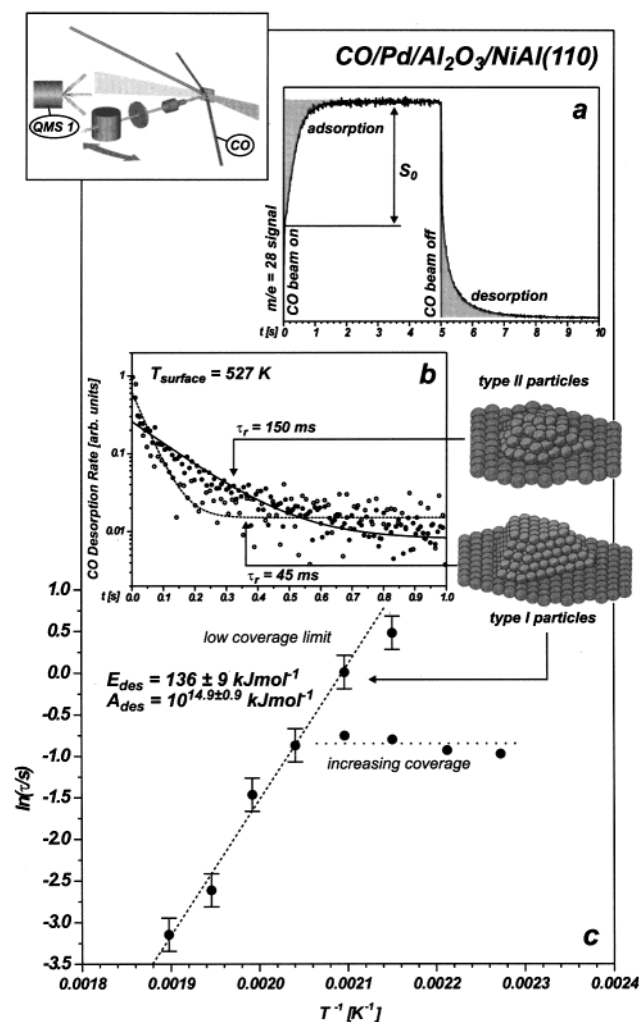 CO/Pd/Al₂O₃/NiAl(110)
QMS 1
CO
a
adsorption
S₀
m/e = 28 signal
CO beam on
CO beam off
desorption
t [s]
0 1 2 3 4 5 6 7 8 9 10
b
T_surface = 527 K
CO Desorption Rate [arb. units]
1
0.1
0.01
τr = 150 ms
τr = 45 ms
t [s]
0.0 0.1 0.2 0.3 0.4 0.5 0.6 0.7 0.8 0.9 1.0
type II particles
type I particles
1.0
0.5
0.0
-0.5
-1.0
-1.5
-2.0
-2.5
-3.0
-3.5
ln(τ/s)
low coverage limit
E_des = 136 ± 9 kJmol⁻¹
A_des = 10^14.9±0.9 kJmol⁻¹
increasing coverage
c
0.0018 0.0019 0.0020 0.0021 0.0022 0.0023 0.0024
T⁻¹ [K⁻¹]